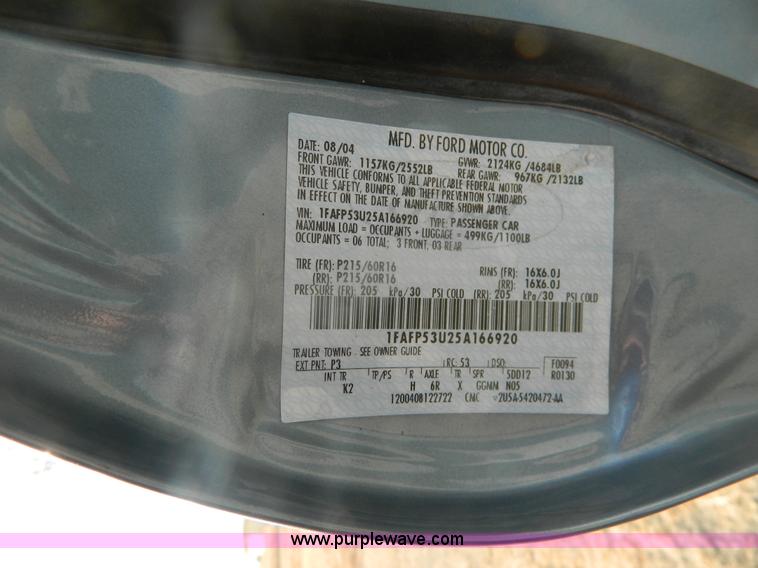 MFD. BY FORD MOTOR CO.
DATE: 08/04 GVWR: 2124KG /4684LB
FRONT GAWR: 1157KG/2552LB REAR GAWR: 967KG /2132LB
THIS VEHICLE CONFORMS TO ALL APPLICABLE FEDERAL MOTOR
VEHICLE SAFETY, BUMPER, AND THEFT PREVENTION STANDARDS
IN EFFECT ON THE DATE OF MANUFACTURE SHOWN ABOVE.
VIN: 1FAFP53U25A166920 TYPE: PASSENGER CAR
MAXIMUM LOAD = OCCUPANTS + LUGGAGE = 499KG/1100LB
OCCUPANTS = 06 TOTAL; 3 FRONT, 03 REAR
TIRE (FR): P215/60R16 RINS (FR): 16X6.0J
(RR): P215/60R16 (RR): 16X6.0J
PRESSURE (FR): 205 kPa/30 PSI COLD (RR): 205 kPa/30 PSI COLD
1FAFP53U25A166920
TRAILER TOWING - SEE OWNER GUIDE
EXT PNT: P3 RC: 53 DSO: F0094
INT TR TP/PS R AXLE TR SPR 5DD12 R0130
K2 H 6R X GGMM N05
1200408122722 CMC 2U5A-5420472-AA
www.purplewave.com